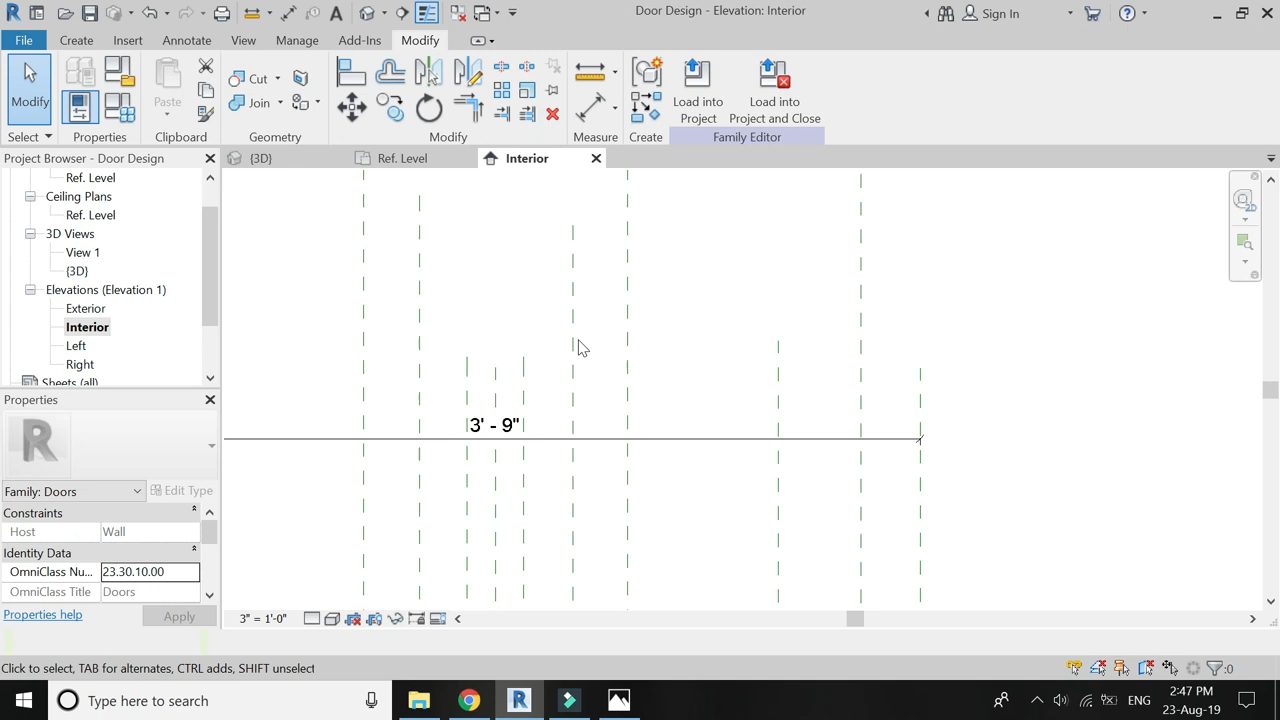 Door Design - Elevation: Interior
Sign In
File
Create
Insert
Annotate
View
Manage
Add-Ins
Modify
Modify
Paste
Cut
Join
Load into
Project
Load into
Project and Close
Select
Properties
Clipboard
Geometry
Modify
Measure
Create
Family Editor
Project Browser - Door Design
{3D}
Ref. Level
Interior
Ref. Level
Ceiling Plans
Ref. Level
3D Views
View 1
{3D}
Elevations (Elevation 1)
Exterior
Interior
Left
Right
Sheets (all)
Properties
Family: Doors
Edit Type
Constraints
Host
Wall
Identity Data
OmniClass Nu...
23.30.10.00
OmniClass Title
Doors
Properties help
Apply
3' - 9"
3" = 1'-0"
Click to select, TAB for alternates, CTRL adds, SHIFT unselect
:0
Type here to search
ENG
2:47 PM
23-Aug-19